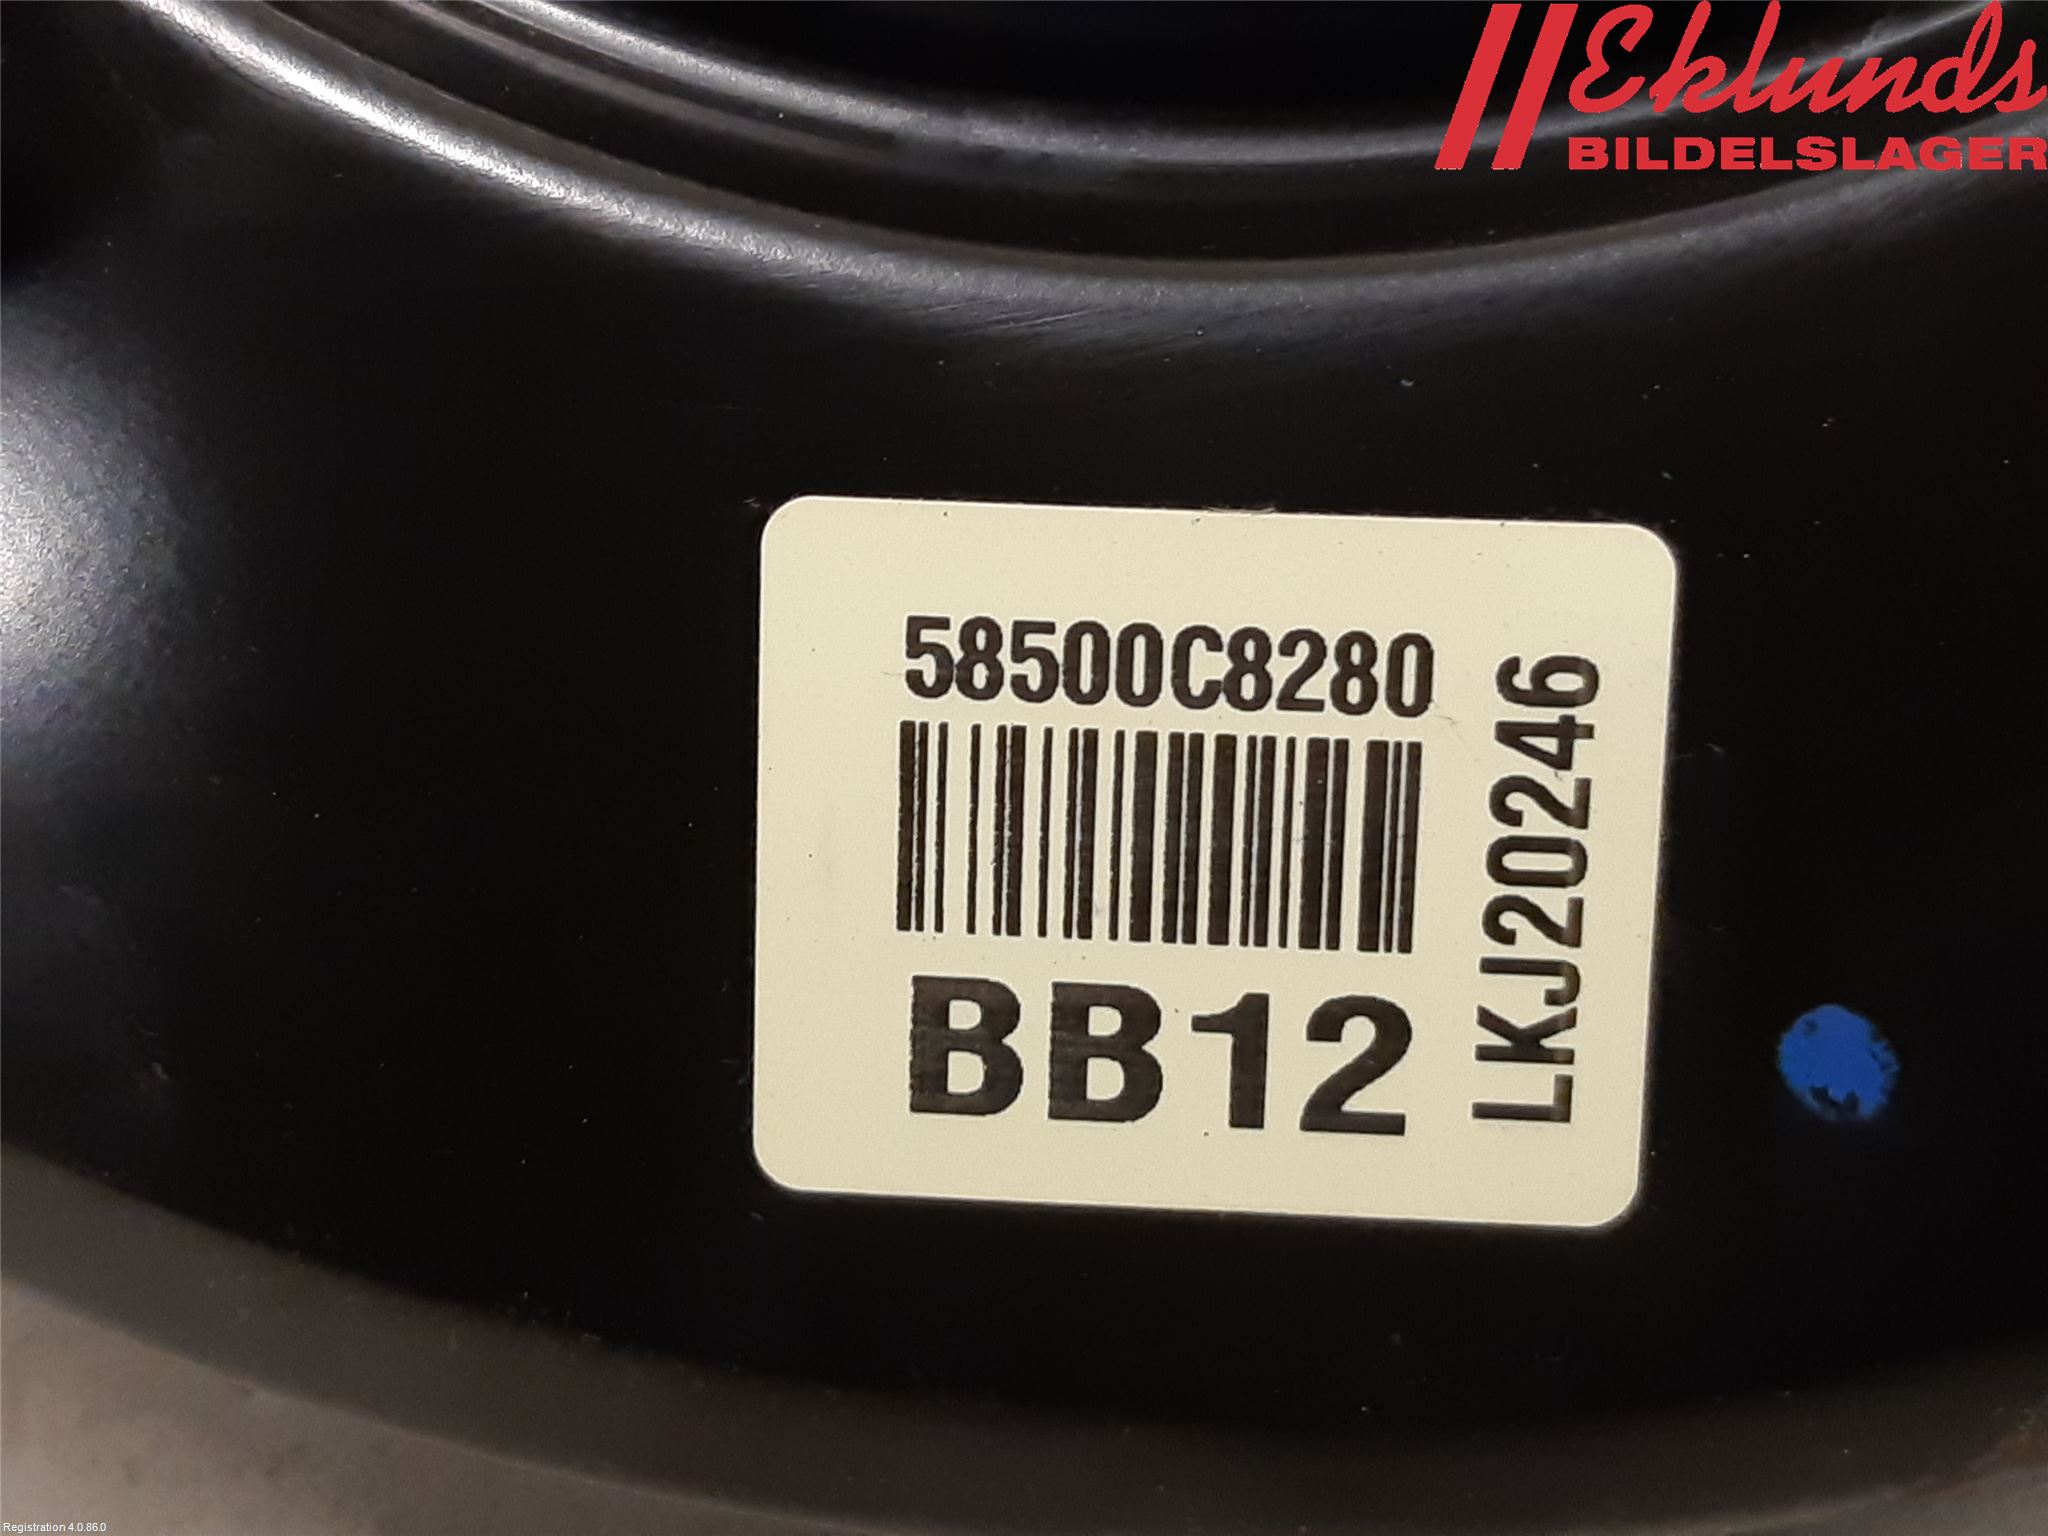 Eklunds
BILDELSLAGER
58500C8280
BB12
LKJ20246
Registration 4.0.86.0